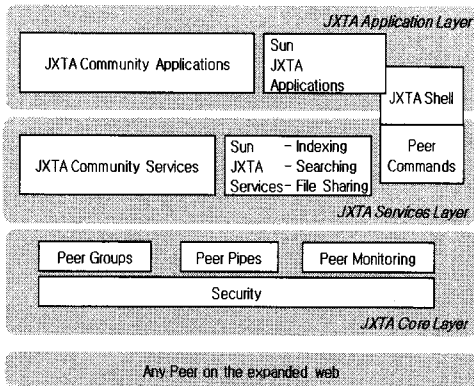 JXTA Application Layer
JXTA Community Applications
Sun
JXTA
Applications
JXTA Shell
JXTA Community Services
Sun – Indexing
JXTA – Searching
Services – File Sharing
Peer
Commands
JXTA Services Layer
Peer Groups
Peer Pipes
Peer Monitoring
Security
JXTA Core Layer
Any Peer on the expanded web